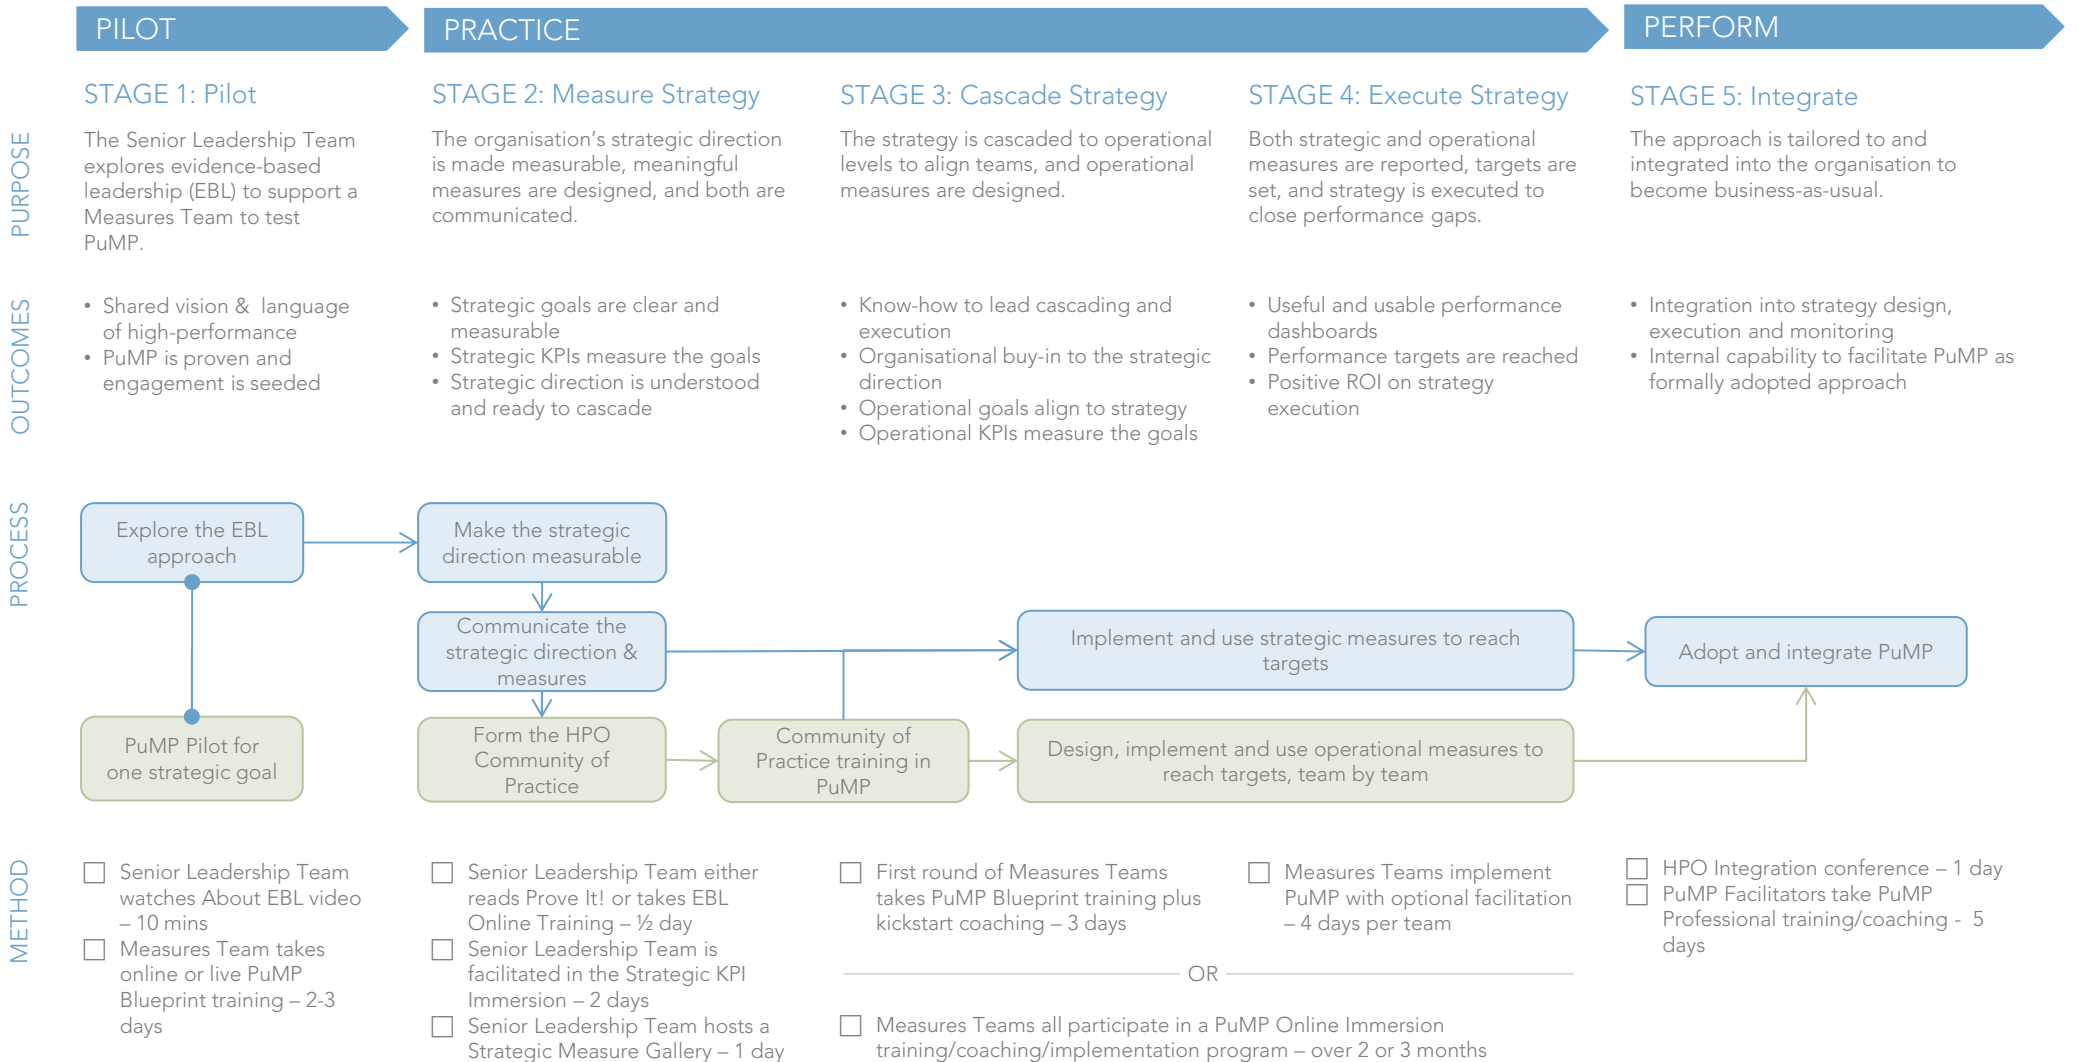 PILOT
PRACTICE
PERFORM
STAGE 1: Pilot
STAGE 2: Measure Strategy
STAGE 3: Cascade Strategy
STAGE 4: Execute Strategy
STAGE 5: Integrate
PURPOSE
The Senior Leadership Team
explores evidence-based
leadership (EBL) to support a
Measures Team to test
PuMP.
The organisation's strategic direction
is made measurable, meaningful
measures are designed, and both are
communicated.
The strategy is cascaded to operational
levels to align teams, and operational
measures are designed.
Both strategic and operational
measures are reported, targets are
set, and strategy is executed to
close performance gaps.
The approach is tailored to and
integrated into the organisation to
become business-as-usual.
OUTCOMES
• Shared vision & language
of high-performance
• PuMP is proven and
engagement is seeded
• Strategic goals are clear and
measurable
• Strategic KPIs measure the goals
• Strategic direction is understood
and ready to cascade
• Know-how to lead cascading and
execution
• Organisational buy-in to the strategic
direction
• Operational goals align to strategy
• Operational KPIs measure the goals
• Useful and usable performance
dashboards
• Performance targets are reached
• Positive ROI on strategy
execution
• Integration into strategy design,
execution and monitoring
• Internal capability to facilitate PuMP as
formally adopted approach
PROCESS
Explore the EBL
approach
Make the strategic
direction measurable
Communicate the
strategic direction &
measures
Implement and use strategic measures to reach
targets
Adopt and integrate PuMP
PuMP Pilot for
one strategic goal
Form the HPO
Community of
Practice
Community of
Practice training in
PuMP
Design, implement and use operational measures to
reach targets, team by team
METHOD
Senior Leadership Team
watches About EBL video
– 10 mins
Measures Team takes
online or live PuMP
Blueprint training – 2-3
days
Senior Leadership Team either
reads Prove It! or takes EBL
Online Training – ½ day
Senior Leadership Team is
facilitated in the Strategic KPI
Immersion – 2 days
Senior Leadership Team hosts a
Strategic Measure Gallery – 1 day
First round of Measures Teams
takes PuMP Blueprint training plus
kickstart coaching – 3 days
Measures Teams implement
PuMP with optional facilitation
– 4 days per team
OR
Measures Teams all participate in a PuMP Online Immersion
training/coaching/implementation program – over 2 or 3 months
HPO Integration conference – 1 day
PuMP Facilitators take PuMP
Professional training/coaching - 5
days